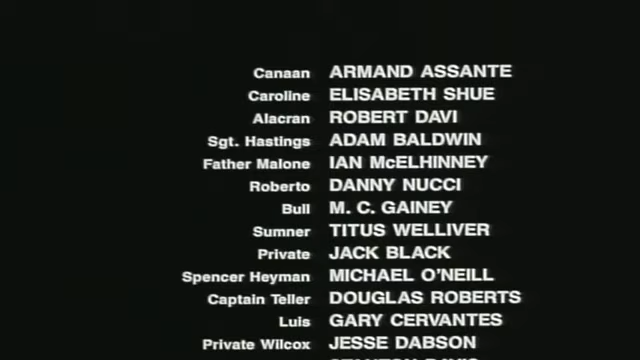 Canaan ARMAND ASSANTE
Caroline ELISABETH SHUE
Alacran ROBERT DAVI
Sgt. Hastings ADAM BALDWIN
Father Malone IAN McELHINNEY
Roberto DANNY NUCCI
Bull M. C. GAINEY
Sumner TITUS WELLIVER
Private JACK BLACK
Spencer Heyman MICHAEL O'NEILL
Captain Teller DOUGLAS ROBERTS
Luis GARY CERVANTES
Private Wilcox JESSE DABSON